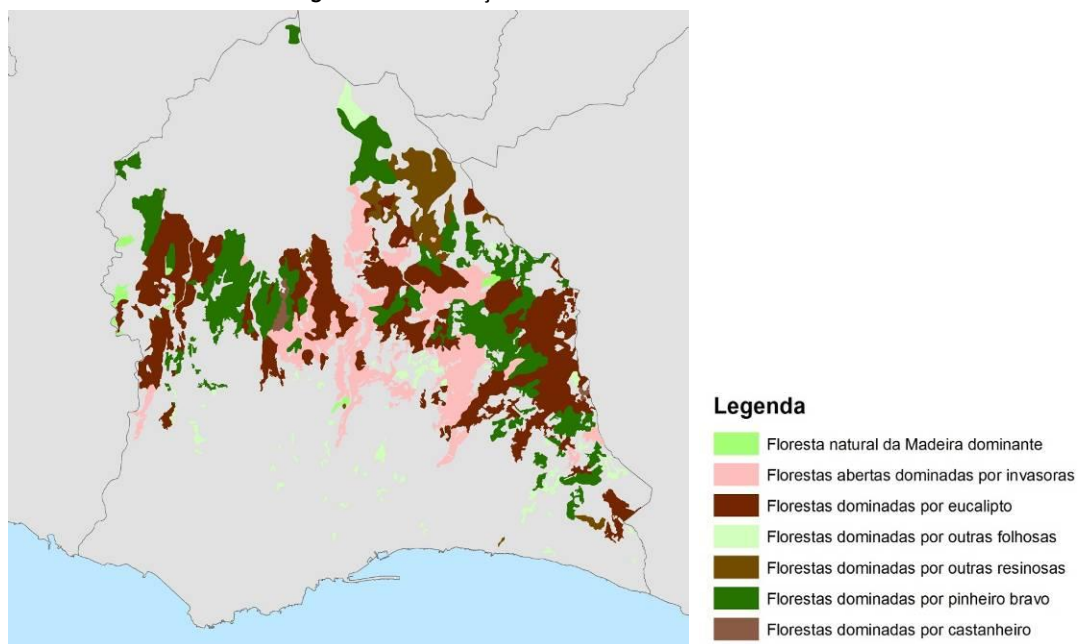 Legenda
Floresta natural da Madeira dominante
Florestas abertas dominadas por invasoras
Florestas dominadas por eucalipto
Florestas dominadas por outras folhosas
Florestas dominadas por outras resinosas
Florestas dominadas por pinheiro bravo
Florestas dominadas por castanheiro